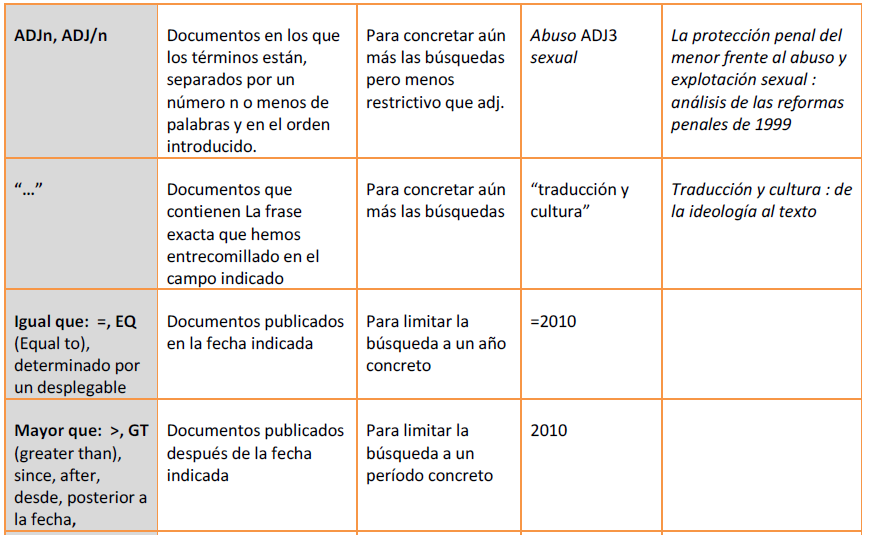 ADJn, ADJ/n
Documentos en los que
los términos están,
separados por un
número n o menos de
palabras y en el orden
introducido.
Para concretar aún
más las búsquedas
pero menos
restrictivo que adj.
Abuso ADJ3
sexual
La protección penal del
menor frente al abuso y
explotación sexual :
análisis de las reformas
penales de 1999
“…”
Documentos que
contienen La frase
exacta que hemos
entrecomillado en el
campo indicado
Para concretar aún
más las búsquedas
“traducción y
cultura”
Traducción y cultura : de
la ideología al texto
Igual que: =, EQ
(Equal to),
determinado por
un desplegable
Documentos publicados
en la fecha indicada
Para limitar la
búsqueda a un año
concreto
=2010
Mayor que: >, GT
(greater than),
since, after,
desde, posterior a
la fecha,
Documentos publicados
después de la fecha
indicada
Para limitar la
búsqueda a un
período concreto
2010